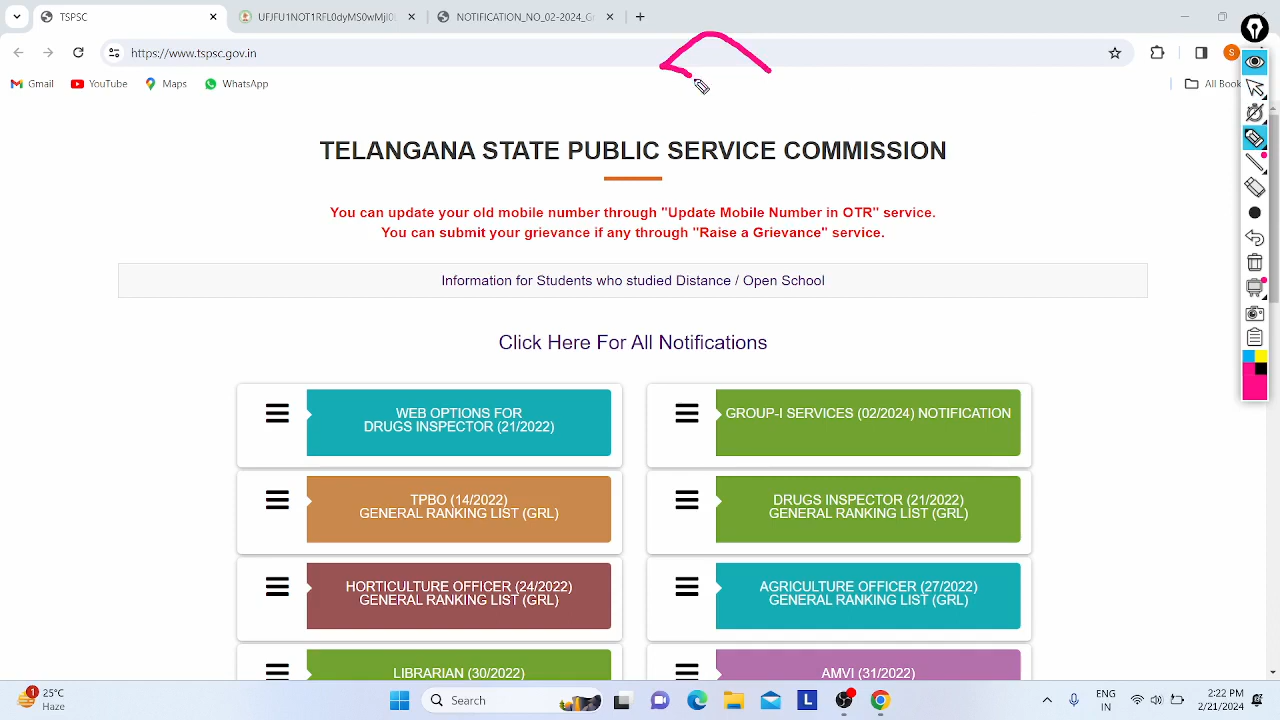 TSPSC
UFJFU1NOT1RFL0dyMS0wMjI0
NOTIFICATION_NO_02-2024_G
https://www.tspsc.gov.in
S
Gmail
YouTube
Maps
WhatsApp
All Book
TELANGANA STATE PUBLIC SERVICE COMMISSION
You can update your old mobile number through "Update Mobile Number in OTR" service.
You can submit your grievance if any through "Raise a Grievance" service.
Information for Students who studied Distance / Open School
Click Here For All Notifications
WEB OPTIONS FOR
DRUGS INSPECTOR (21/2022)
GROUP-I SERVICES (02/2024) NOTIFICATION
TPBO (14/2022)
GENERAL RANKING LIST (GRL)
DRUGS INSPECTOR (21/2022)
GENERAL RANKING LIST (GRL)
HORTICULTURE OFFICER (24/2022)
GENERAL RANKING LIST (GRL)
AGRICULTURE OFFICER (27/2022)
GENERAL RANKING LIST (GRL)
LIBRARIAN (30/2022)
AMVI (31/2022)
1
25°C
Haze
Search
L
ENG
IN
2:22 PM
2/21/2024